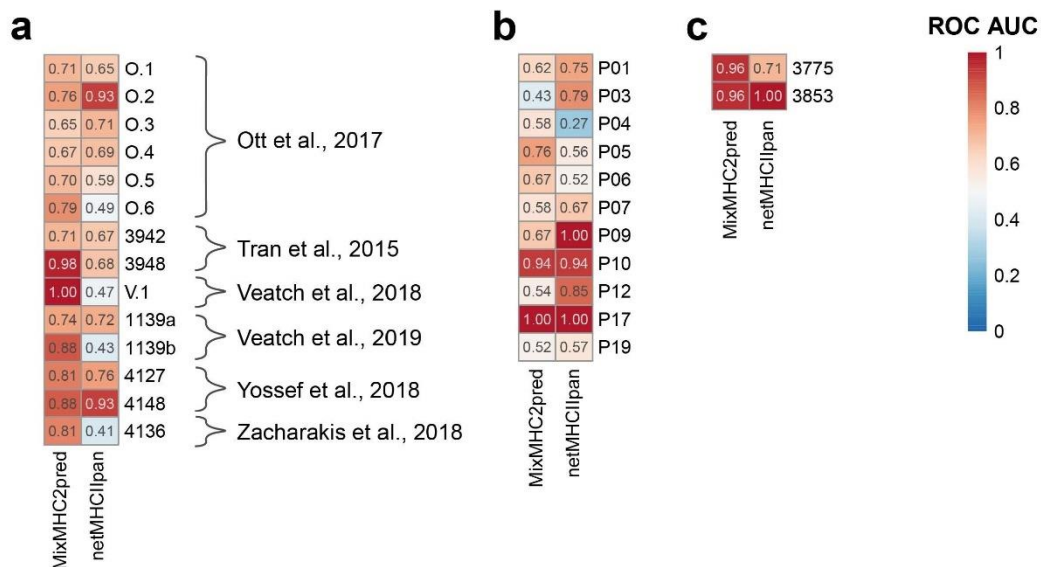 a
0.71 0.65 O.1
0.76 0.93 O.2
0.65 0.71 O.3
0.67 0.69 O.4
0.70 0.59 O.5
0.79 0.49 O.6
Ott et al., 2017
0.71 0.67 3942
0.98 0.68 3948
Tran et al., 2015
1.00 0.47 V.1
Veatch et al., 2018
0.74 0.72 1139a
0.88 0.43 1139b
Veatch et al., 2019
0.81 0.76 4127
0.88 0.93 4148
Yossef et al., 2018
0.81 0.41 4136
Zacharakis et al., 2018
MixMHC2pred
netMHCIIpan
b
0.62 0.75 P01
0.43 0.79 P03
0.58 0.27 P04
0.76 0.56 P05
0.67 0.52 P06
0.58 0.67 P07
0.67 1.00 P09
0.94 0.94 P10
0.54 0.85 P12
1.00 1.00 P17
0.52 0.57 P19
MixMHC2pred
netMHCIIpan
c
0.96 0.71 3775
0.96 1.00 3853
MixMHC2pred
netMHCIIpan
ROC AUC
1
0.8
0.6
0.4
0.2
0